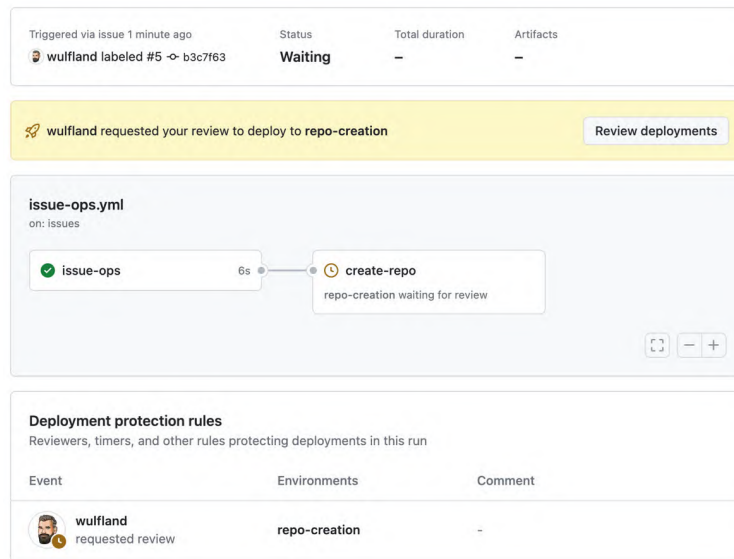 Triggered via issue 1 minute ago
wulfland labeled #5 b3c7f63
Status
Waiting
Total duration
–
Artifacts
–
wulfland requested your review to deploy to repo-creation
Review deployments
issue-ops.yml
on: issues
issue-ops 6s
create-repo
repo-creation waiting for review
Deployment protection rules
Reviewers, timers, and other rules protecting deployments in this run
Event Environments Comment
wulfland
requested review
repo-creation
-